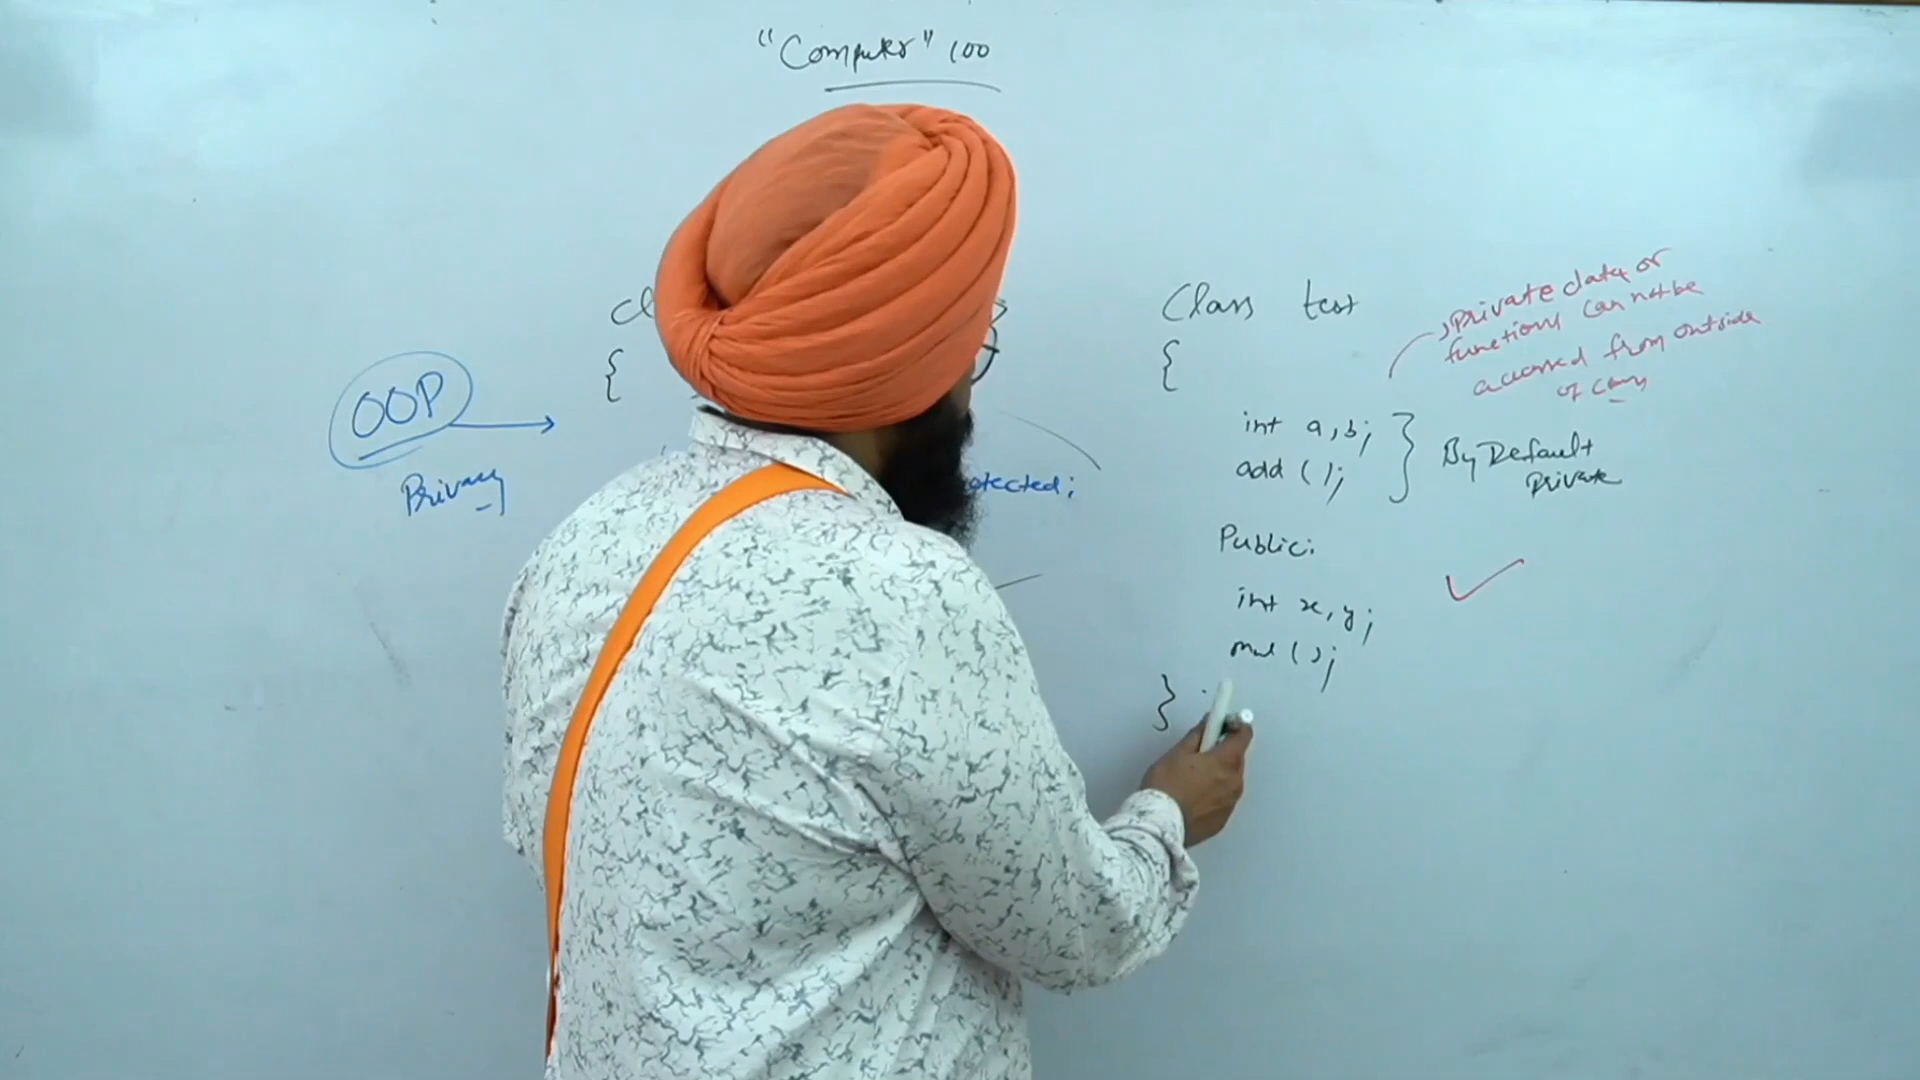 "Computer" 100
OOP
Privacy
{
otected;
Class test
{
int a,b;
add ();
} By Default
Private
Public:
int x,y;
mul ();
}
private data or
functions can not be
accessed from outside
of class